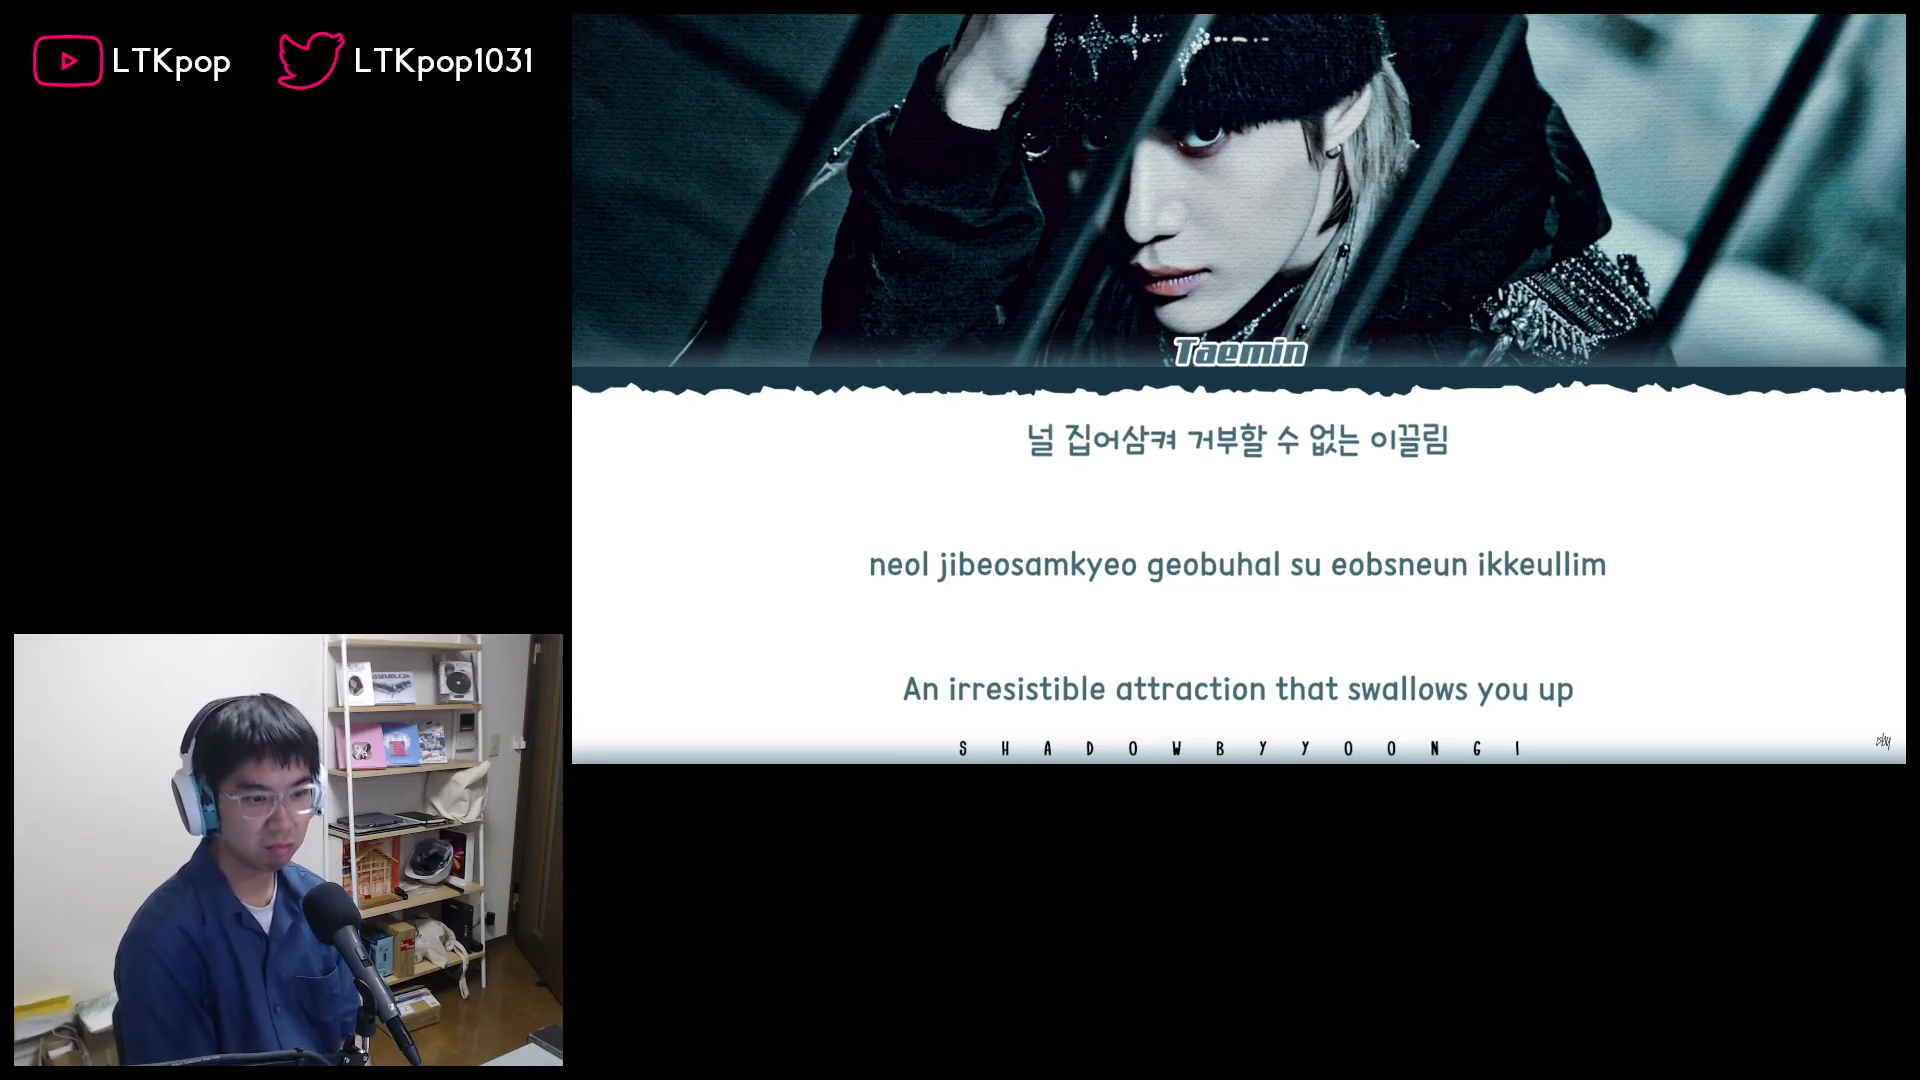 LTKpop
LTKpop1031
Taemin
널 집어삼켜 거부할 수 없는 이끌림
neol jibeosamkyeo geobuhal su eobsneun ikkeullim
An irresistible attraction that swallows you up
SHADOWBYYOONGI